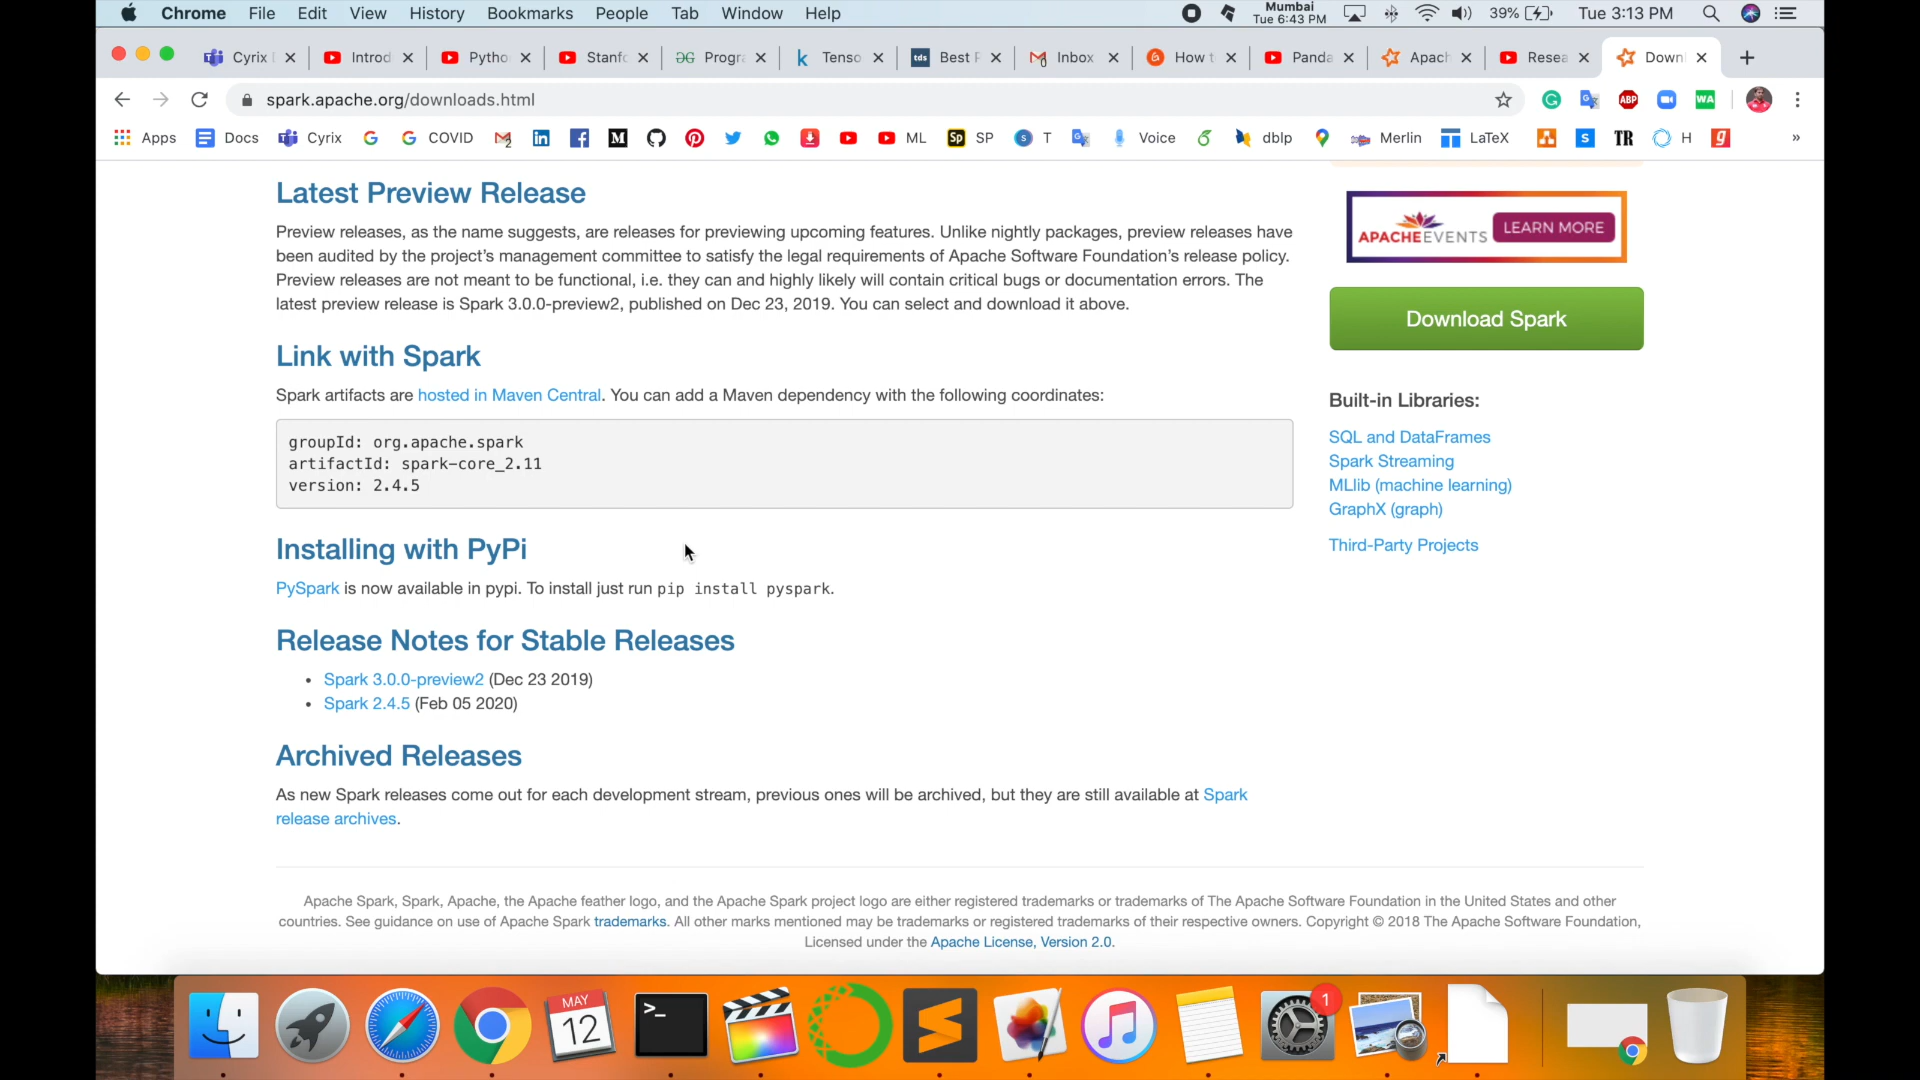 Chrome File Edit View History Bookmarks People Tab Window Help
Mumbai
Tue 6:43 PM
39%
Tue 3:13 PM
Cyrix
Introd
Pytho
Stanfo
Progra
Tenso
Best P
Inbox
How t
Panda
Apach
Resea
Down
spark.apache.org/downloads.html
Apps Docs Cyrix COVID ML SP T Voice dblp Merlin LaTeX TR H
Latest Preview Release
Preview releases, as the name suggests, are releases for previewing upcoming features. Unlike nightly packages, preview releases have
been audited by the project's management committee to satisfy the legal requirements of Apache Software Foundation's release policy.
Preview releases are not meant to be functional, i.e. they can and highly likely will contain critical bugs or documentation errors. The
latest preview release is Spark 3.0.0-preview2, published on Dec 23, 2019. You can select and download it above.
Link with Spark
Spark artifacts are hosted in Maven Central. You can add a Maven dependency with the following coordinates:
groupId: org.apache.spark
artifactId: spark-core_2.11
version: 2.4.5
Installing with PyPi
PySpark is now available in pypi. To install just run pip install pyspark.
Release Notes for Stable Releases
• Spark 3.0.0-preview2 (Dec 23 2019)
• Spark 2.4.5 (Feb 05 2020)
Archived Releases
As new Spark releases come out for each development stream, previous ones will be archived, but they are still available at Spark
release archives.
APACHEEVENTS LEARN MORE
Download Spark
Built-in Libraries:
SQL and DataFrames
Spark Streaming
MLlib (machine learning)
GraphX (graph)
Third-Party Projects
Apache Spark, Spark, Apache, the Apache feather logo, and the Apache Spark project logo are either registered trademarks or trademarks of The Apache Software Foundation in the United States and other
countries. See guidance on use of Apache Spark trademarks. All other marks mentioned may be trademarks or registered trademarks of their respective owners. Copyright © 2018 The Apache Software Foundation,
Licensed under the Apache License, Version 2.0.
MAY
12
1